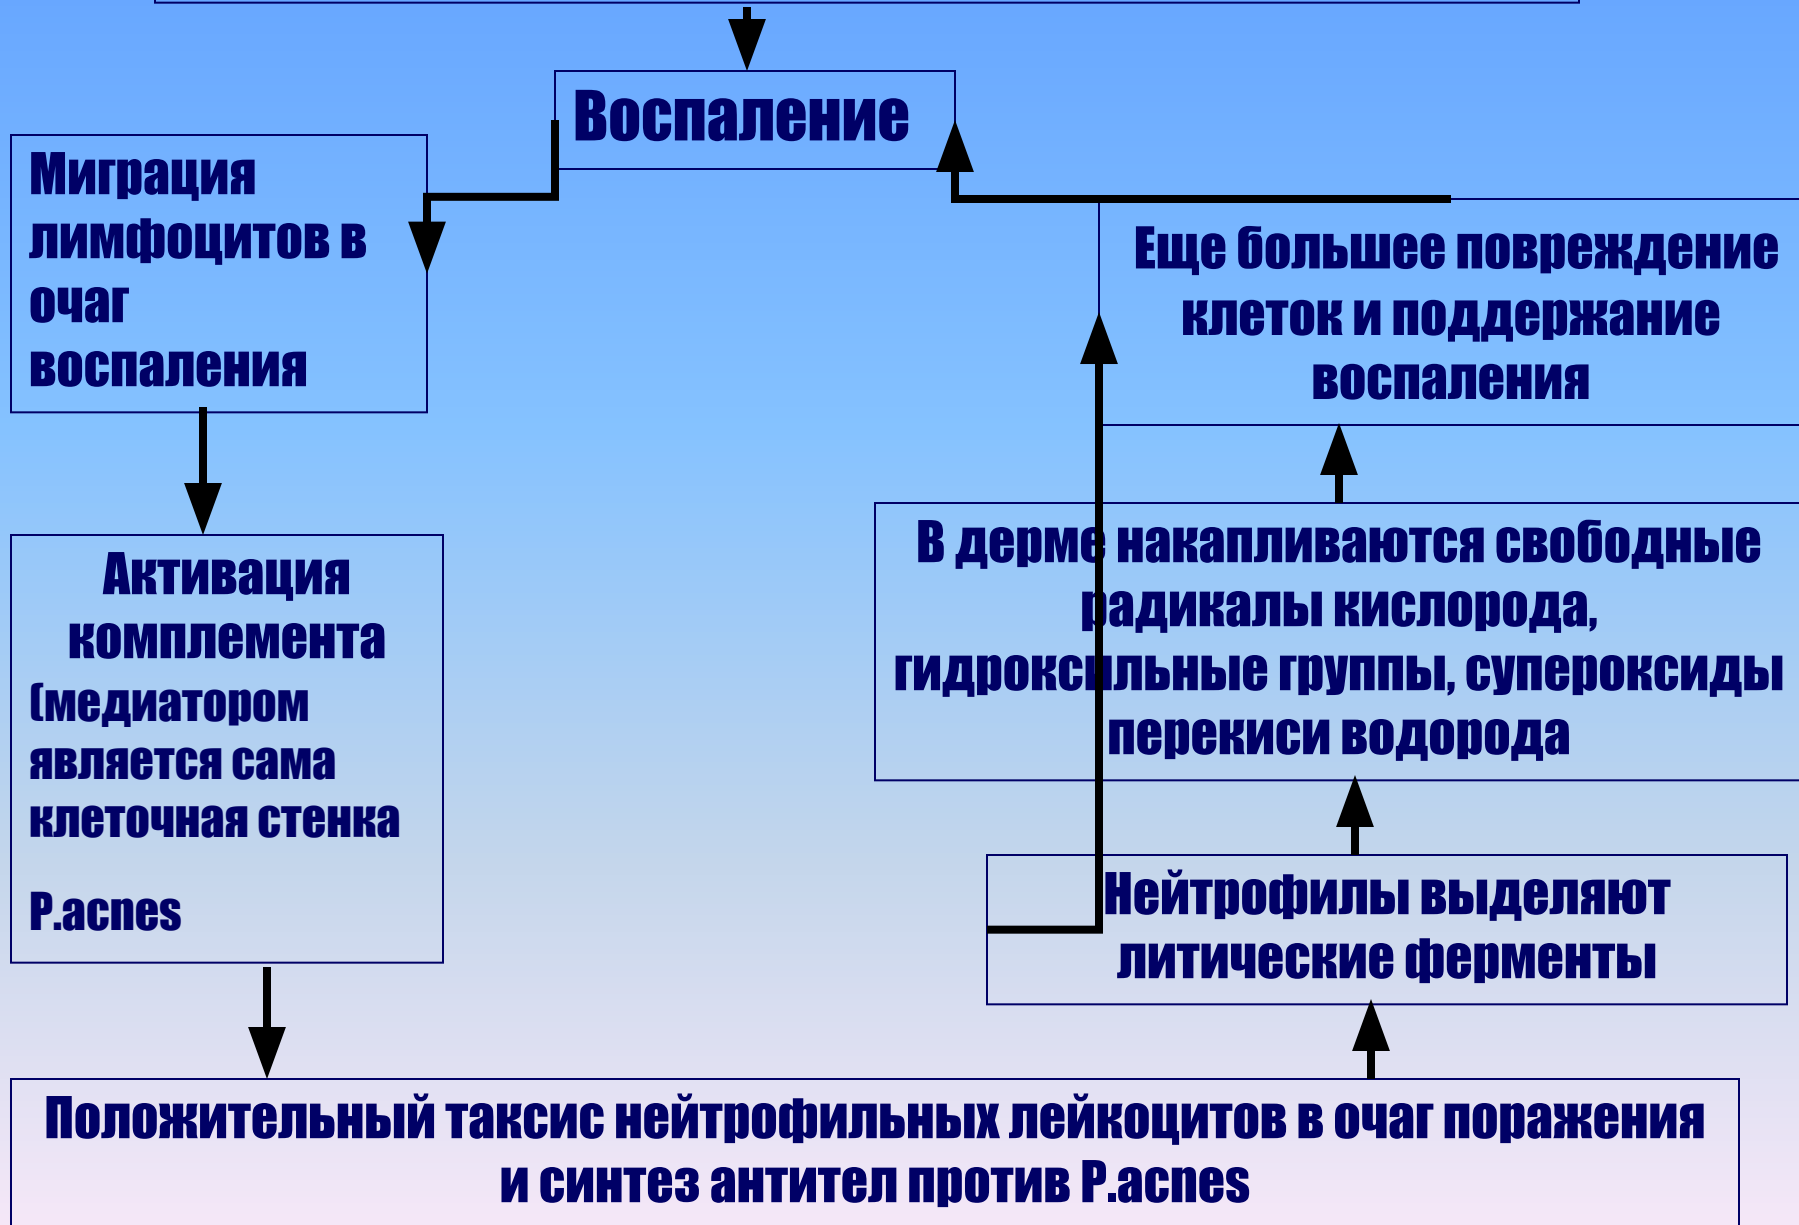 Воспаление
Миграция
лимфоцитов в
очаг
воспаления
Еще большее повреждение
клеток и поддержание
воспаления
Активация
комплемента
(медиатором
является сама
клеточная стенка
P.acnes
В дерме накапливаются свободные
радикалы кислорода,
гидроксильные группы, супероксиды
перекиси водорода
Нейтрофилы выделяют
литические ферменты
Положительный таксис нейтрофильных лейкоцитов в очаг поражения
и синтез антител против P.acnes